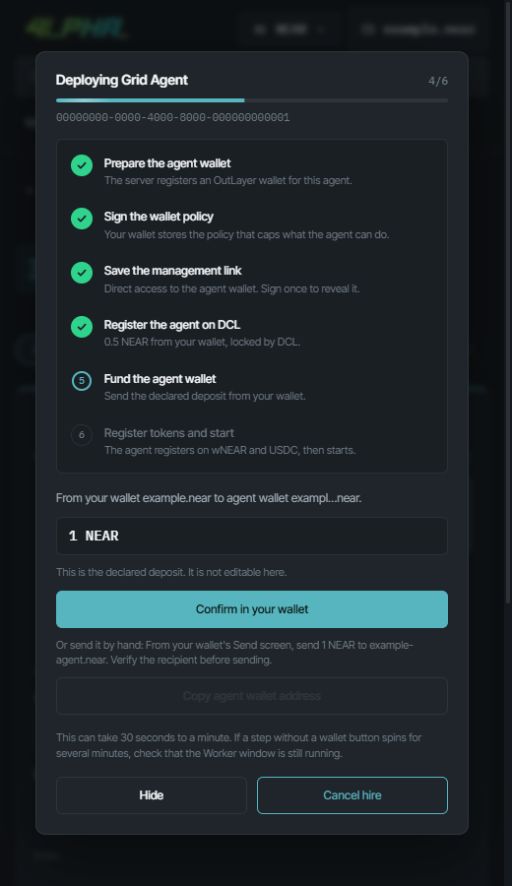 4LPHA_
NEAR
example.near
Deploying Grid Agent
4/6
00000000-0000-4000-8000-000000000001
Prepare the agent wallet
The server registers an OutLayer wallet for this agent.
Sign the wallet policy
Your wallet stores the policy that caps what the agent can do.
Save the management link
Direct access to the agent wallet. Sign once to reveal it.
Register the agent on DCL
0.5 NEAR from your wallet, locked by DCL.
5
Fund the agent wallet
Send the declared deposit from your wallet.
6
Register tokens and start
The agent registers on wNEAR and USDC, then starts.
From your wallet example.near to agent wallet exampl...near.
1 NEAR
This is the declared deposit. It is not editable here.
Confirm in your wallet
Or send it by hand: From your wallet's Send screen, send 1 NEAR to example-
agent.near. Verify the recipient before sending.
Copy agent wallet address
This can take 30 seconds to a minute. If a step without a wallet button spins for
several minutes, check that the Worker window is still running.
Hide
Cancel hire